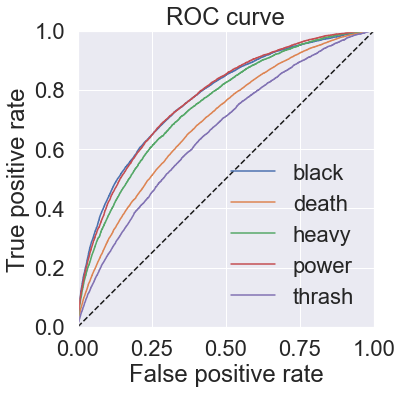 ROC curve
True positive rate
1.0
0.8
0.6
0.4
0.2
0.0
black
death
heavy
power
thrash
0.00 0.25 0.50 0.75 1.00
False positive rate